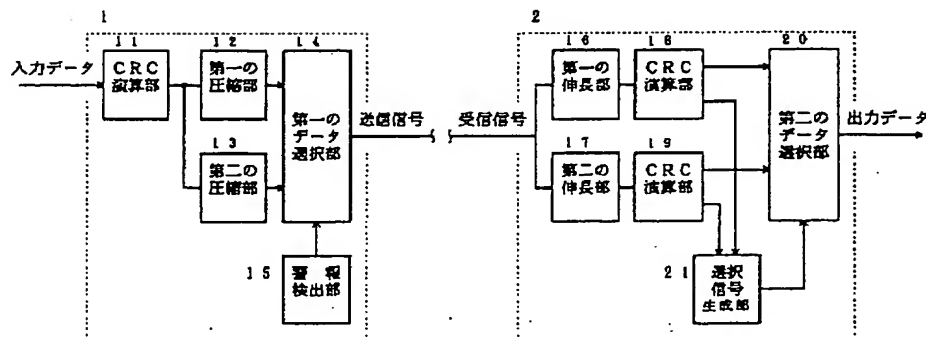 1
2
11
12
14
16
18
20
入力データ
CRC
演算部
第一の
圧縮部
第一の
データ
選択部
送信信号
受信信号
第一の
伸長部
CRC
演算部
第二の
データ
選択部
出力データ
13
第二の
圧縮部
17
19
第二の
伸長部
CRC
演算部
15
警報
検出部
21
選択
信号
生成部